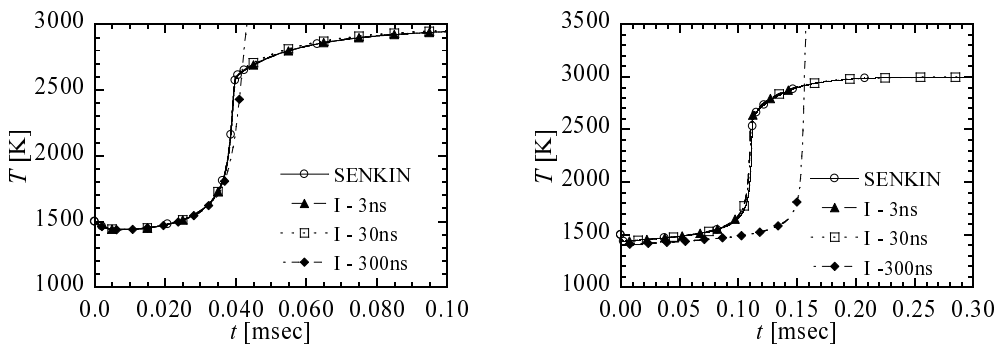 3000
2500
2000
1500
1000
T [K]
SENKIN
I - 3ns
I - 30ns
I - 300ns
0.0 0.020 0.040 0.060 0.080 0.10
t [msec]
3500
3000
2500
2000
1500
1000
T [K]
SENKIN
I - 3ns
I - 30ns
I -300ns
0.00 0.05 0.10 0.15 0.20 0.25 0.30
t [msec]